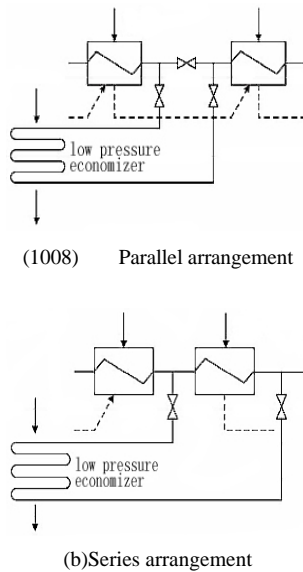 low pressure
economizer
(1008) Parallel arrangement
low pressure
economizer
(b)Series arrangement